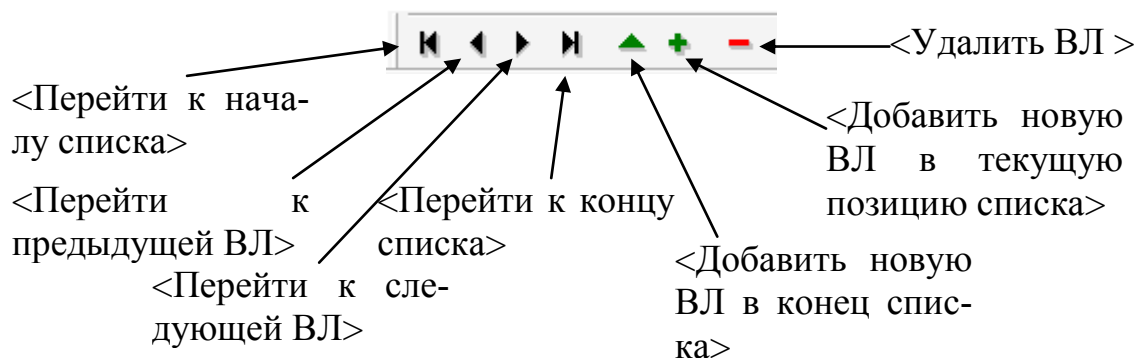 <Удалить ВЛ >
<Перейти к нача-
лу списка>
<Добавить новую
ВЛ в текущую
позицию списка>
<Перейти к
предыдущей ВЛ>
<Перейти к концу
списка>
<Добавить новую
ВЛ в конец спис-
ка>
<Перейти к сле-
дующей ВЛ>